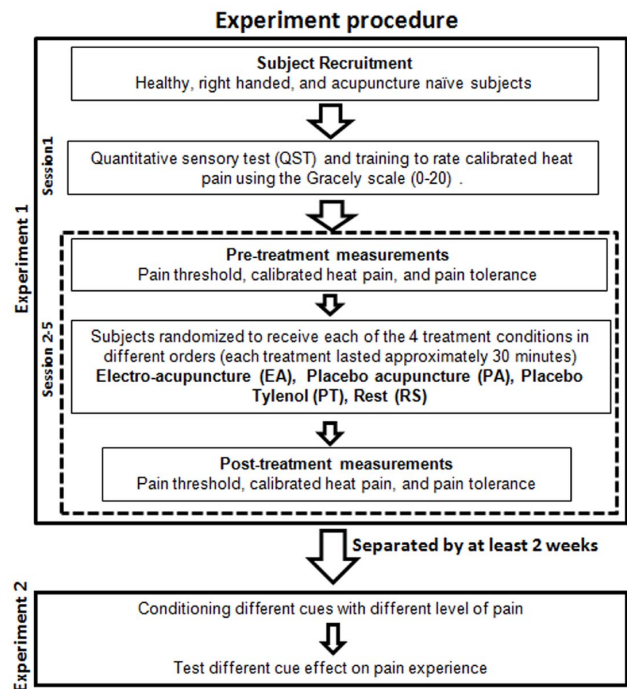 Experiment procedure
Experiment 1
Session1
Subject Recruitment
Healthy, right handed, and acupuncture naïve subjects
Quantitative sensory test (QST) and training to rate calibrated heat
pain using the Gracely scale (0-20) .
Session 2-5
Pre-treatment measurements
Pain threshold, calibrated heat pain, and pain tolerance
Subjects randomized to receive each of the 4 treatment conditions in
different orders (each treatment lasted approximately 30 minutes)
Electro-acupuncture (EA), Placebo acupuncture (PA), Placebo
Tylenol (PT), Rest (RS)
Post-treatment measurements
Pain threshold, calibrated heat pain, and pain tolerance
Separated by at least 2 weeks
Experiment 2
Conditioning different cues with different level of pain
Test different cue effect on pain experience